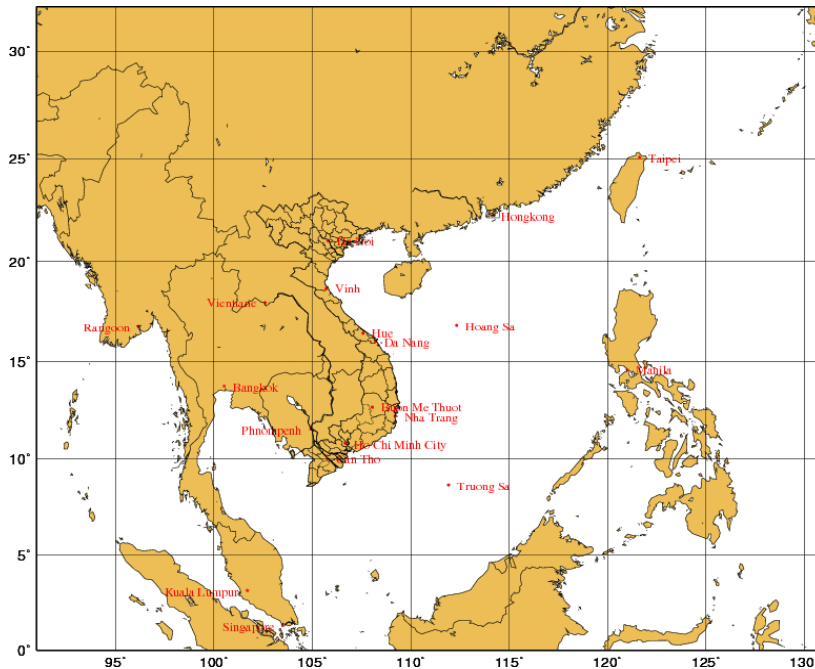 30°
25°
Taipei
Hongkong
Ha Noi
20°
Vinh
Vientiane
Rangoon
Hue
Hoang Sa
Da Nang
15°
Manila
Bangkok
Buon Me Thuot
Nha Trang
Phnompenh
Ho Chi Minh City
10°
Can Tho
Truong Sa
5°
Kuala Lumpur
Singapore
0°
95°
100°
105°
110°
115°
120°
125°
130